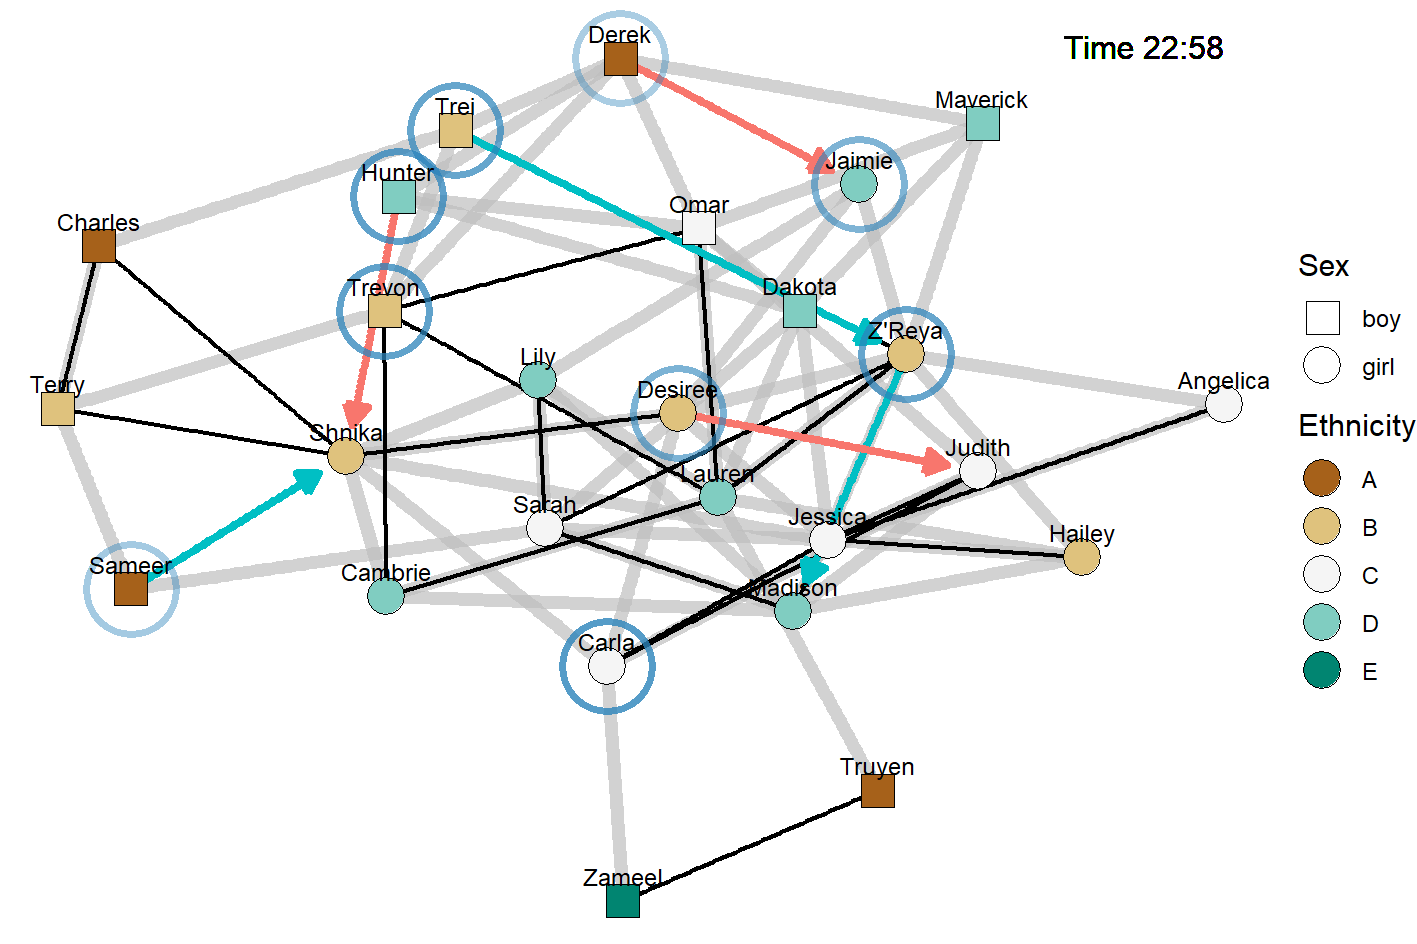 Derek
Time 22:58
Trei
Maverick
Jaimie
Hunter
Omar
Charles
Sex
Trevon
Dakota
boy
Z'Reya
Lily
girl
Terry
Desiree
Angelica
Ethnicity
Shnika
Judith
Lauren
A
Sarah
Jessica
B
Hailey
Sameer
Cambrie
Madison
C
D
Carla
E
Truyen
Zameel